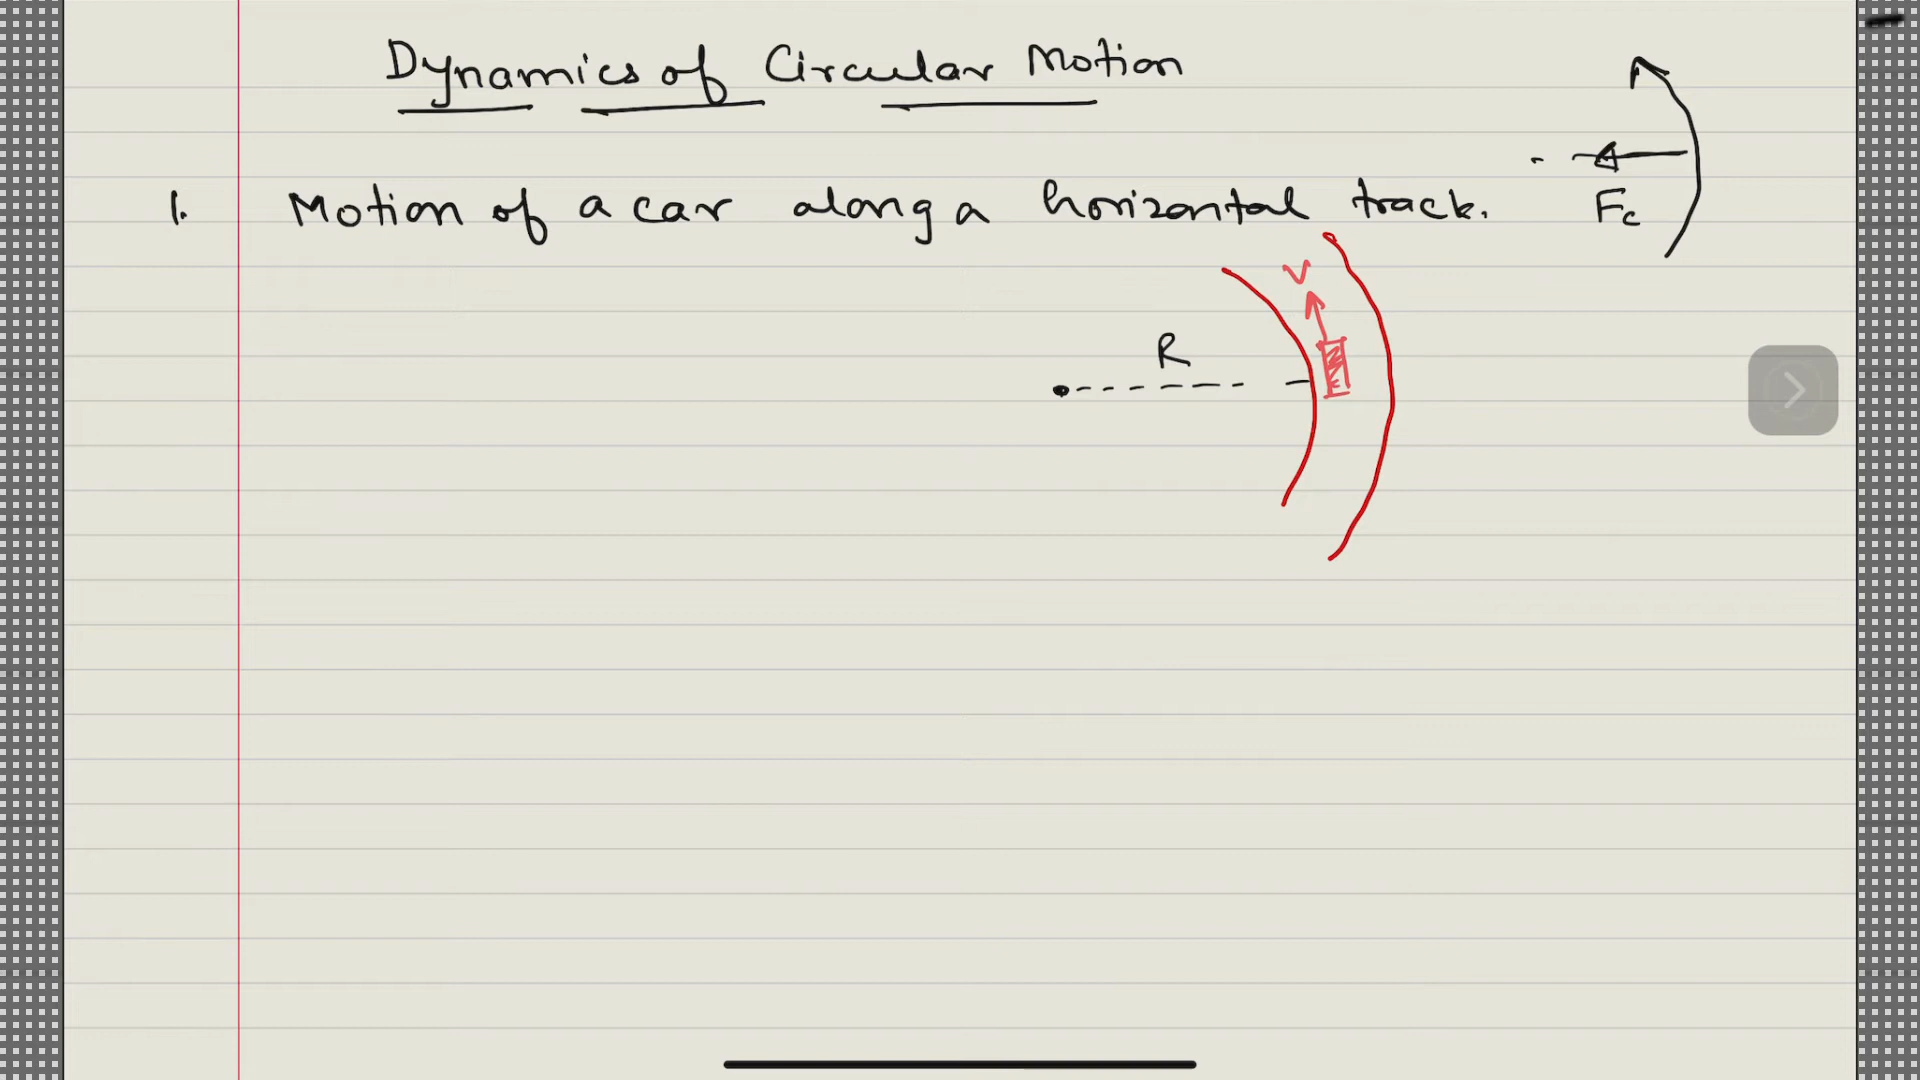 Dynamics of Circular Motion
1. Motion of a car along a horizontal track.
Fc
V
R